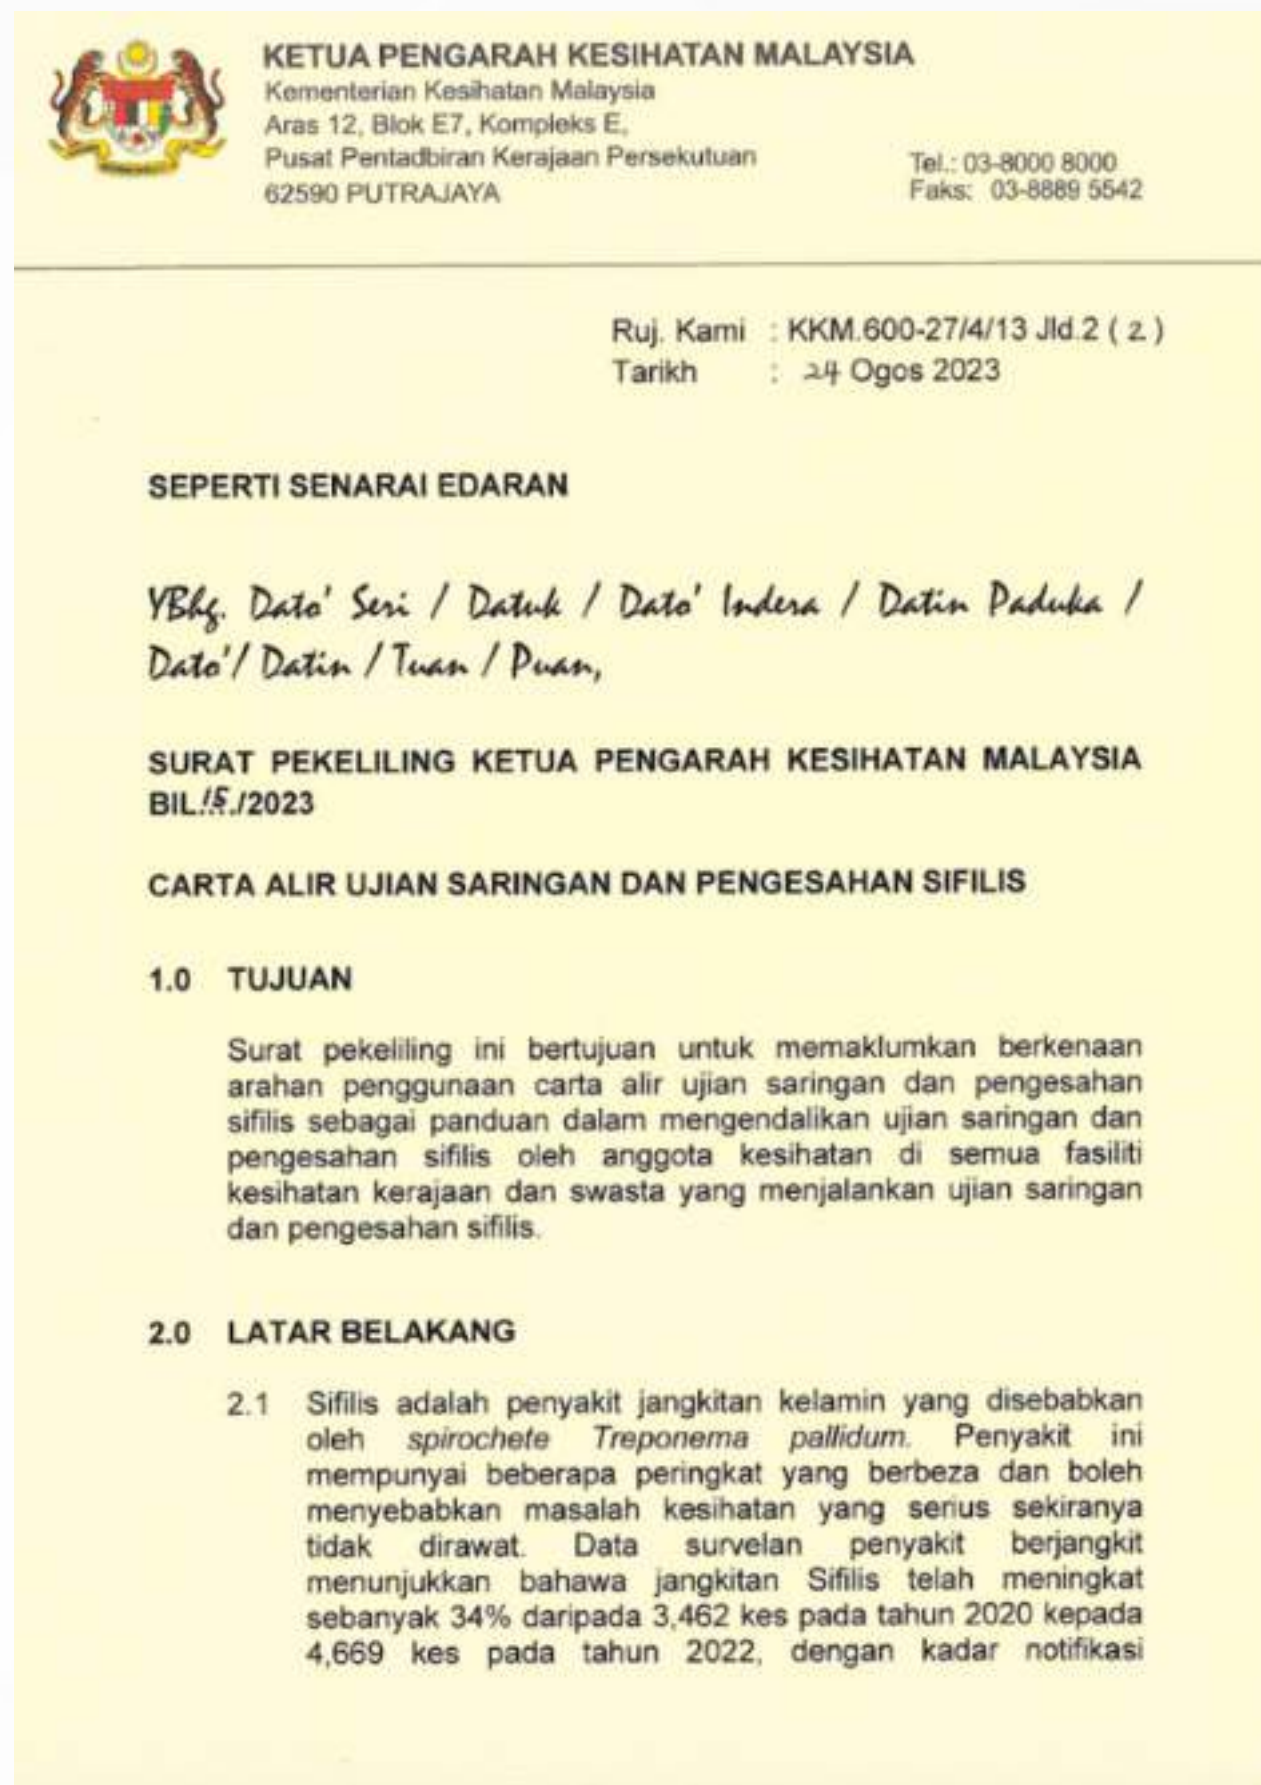 KETUA PENGARAH KESIHATAN MALAYSIA
Kementerian Kesihatan Malaysia
Aras 12, Blok E7, Kompleks E,
Pusat Pentadbiran Kerajaan Persekutuan
62590 PUTRAJAYA
Tel.: 03-8000 8000
Faks: 03-8889 5542
Ruj. Kami : KKM.600-27/4/13 Jld.2 ( 2 )
Tarikh : 24 Ogos 2023
SEPERTI SENARAI EDARAN
YBhg. Dato' Seri / Datuk / Dato' Indera / Datin Paduka /
Dato'/ Datin / Tuan / Puan,
SURAT PEKELILING KETUA PENGARAH KESIHATAN MALAYSIA
BIL.15./2023
CARTA ALIR UJIAN SARINGAN DAN PENGESAHAN SIFILIS
1.0 TUJUAN
Surat pekeliling ini bertujuan untuk memaklumkan berkenaan
arahan penggunaan carta alir ujian saringan dan pengesahan
sifilis sebagai panduan dalam mengendalikan ujian saringan dan
pengesahan sifilis oleh anggota kesihatan di semua fasiliti
kesihatan kerajaan dan swasta yang menjalankan ujian saringan
dan pengesahan sifilis.
2.0 LATAR BELAKANG
2.1 Sifilis adalah penyakit jangkitan kelamin yang disebabkan
oleh spirochete Treponema pallidum. Penyakit ini
mempunyai beberapa peringkat yang berbeza dan boleh
menyebabkan masalah kesihatan yang serius sekiranya
tidak dirawat. Data survelan penyakit berjangkit
menunjukkan bahawa jangkitan Sifilis telah meningkat
sebanyak 34% daripada 3,462 kes pada tahun 2020 kepada
4,669 kes pada tahun 2022, dengan kadar notifikasi